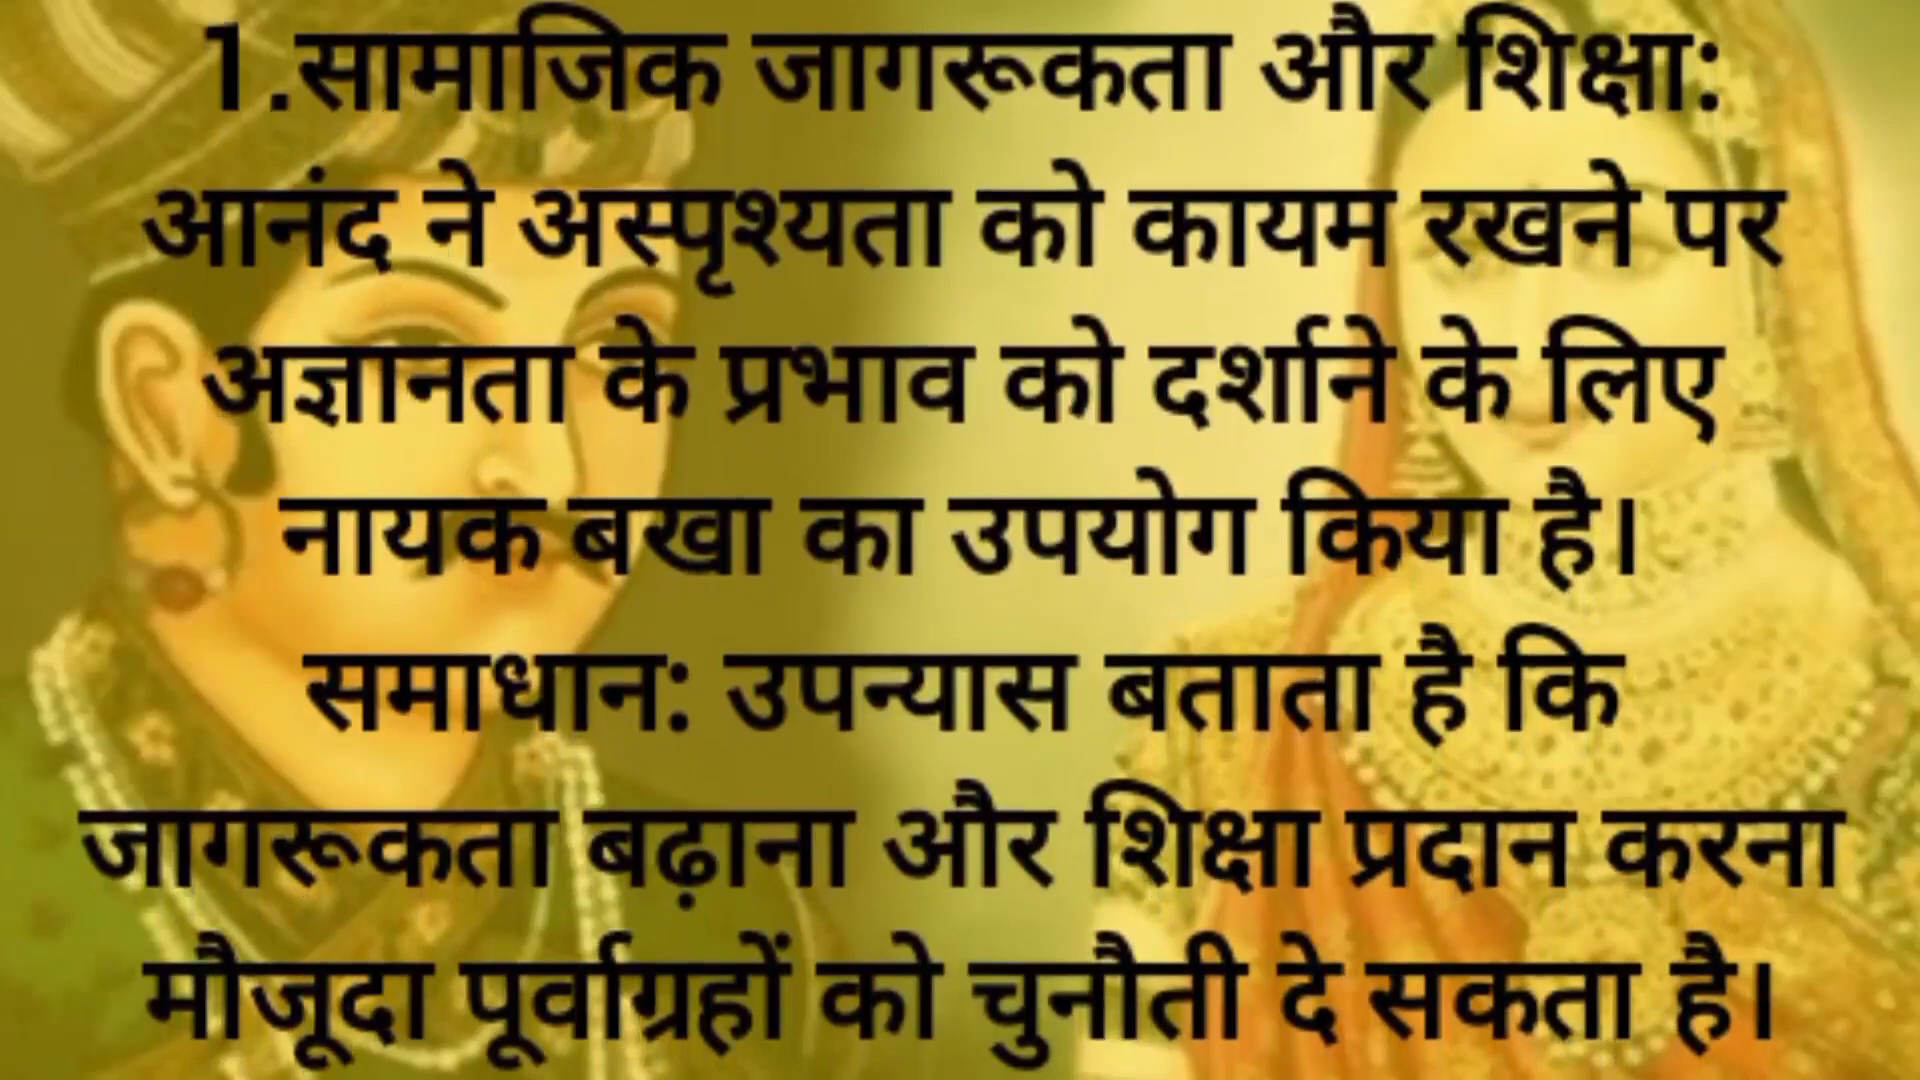 1.सामाजिक जागरूकता और शिक्षा:
आनंद ने अस्पृश्यता को कायम रखने पर
अज्ञानता के प्रभाव को दर्शाने के लिए
नायक बखा का उपयोग किया है।
समाधान: उपन्यास बताता है कि
जागरूकता बढ़ाना और शिक्षा प्रदान करना
मौजूदा पूर्वाग्रहों को चुनौती दे सकता है।